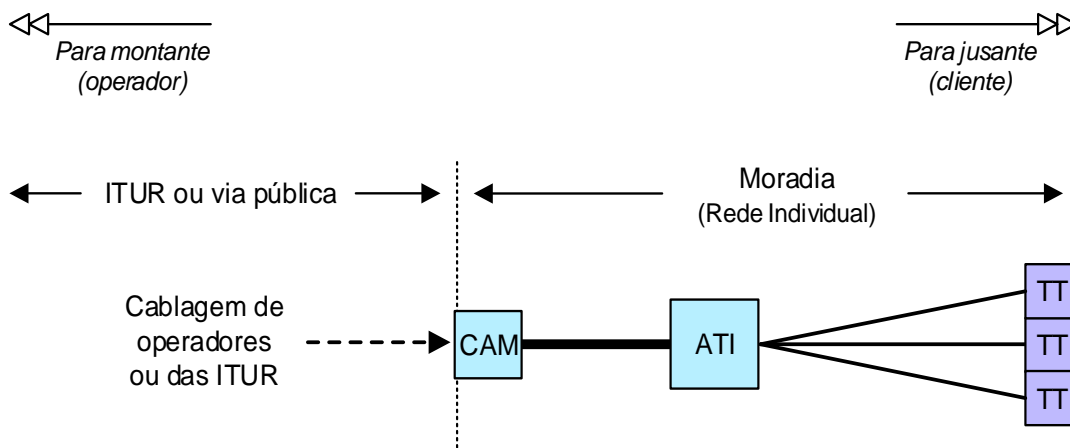 Para montante
(operador)
Para jusante
(cliente)
ITUR ou via pública
Moradia
(Rede Individual)
Cablagem de
operadores
ou das ITUR
CAM
ATI
TT
TT
TT